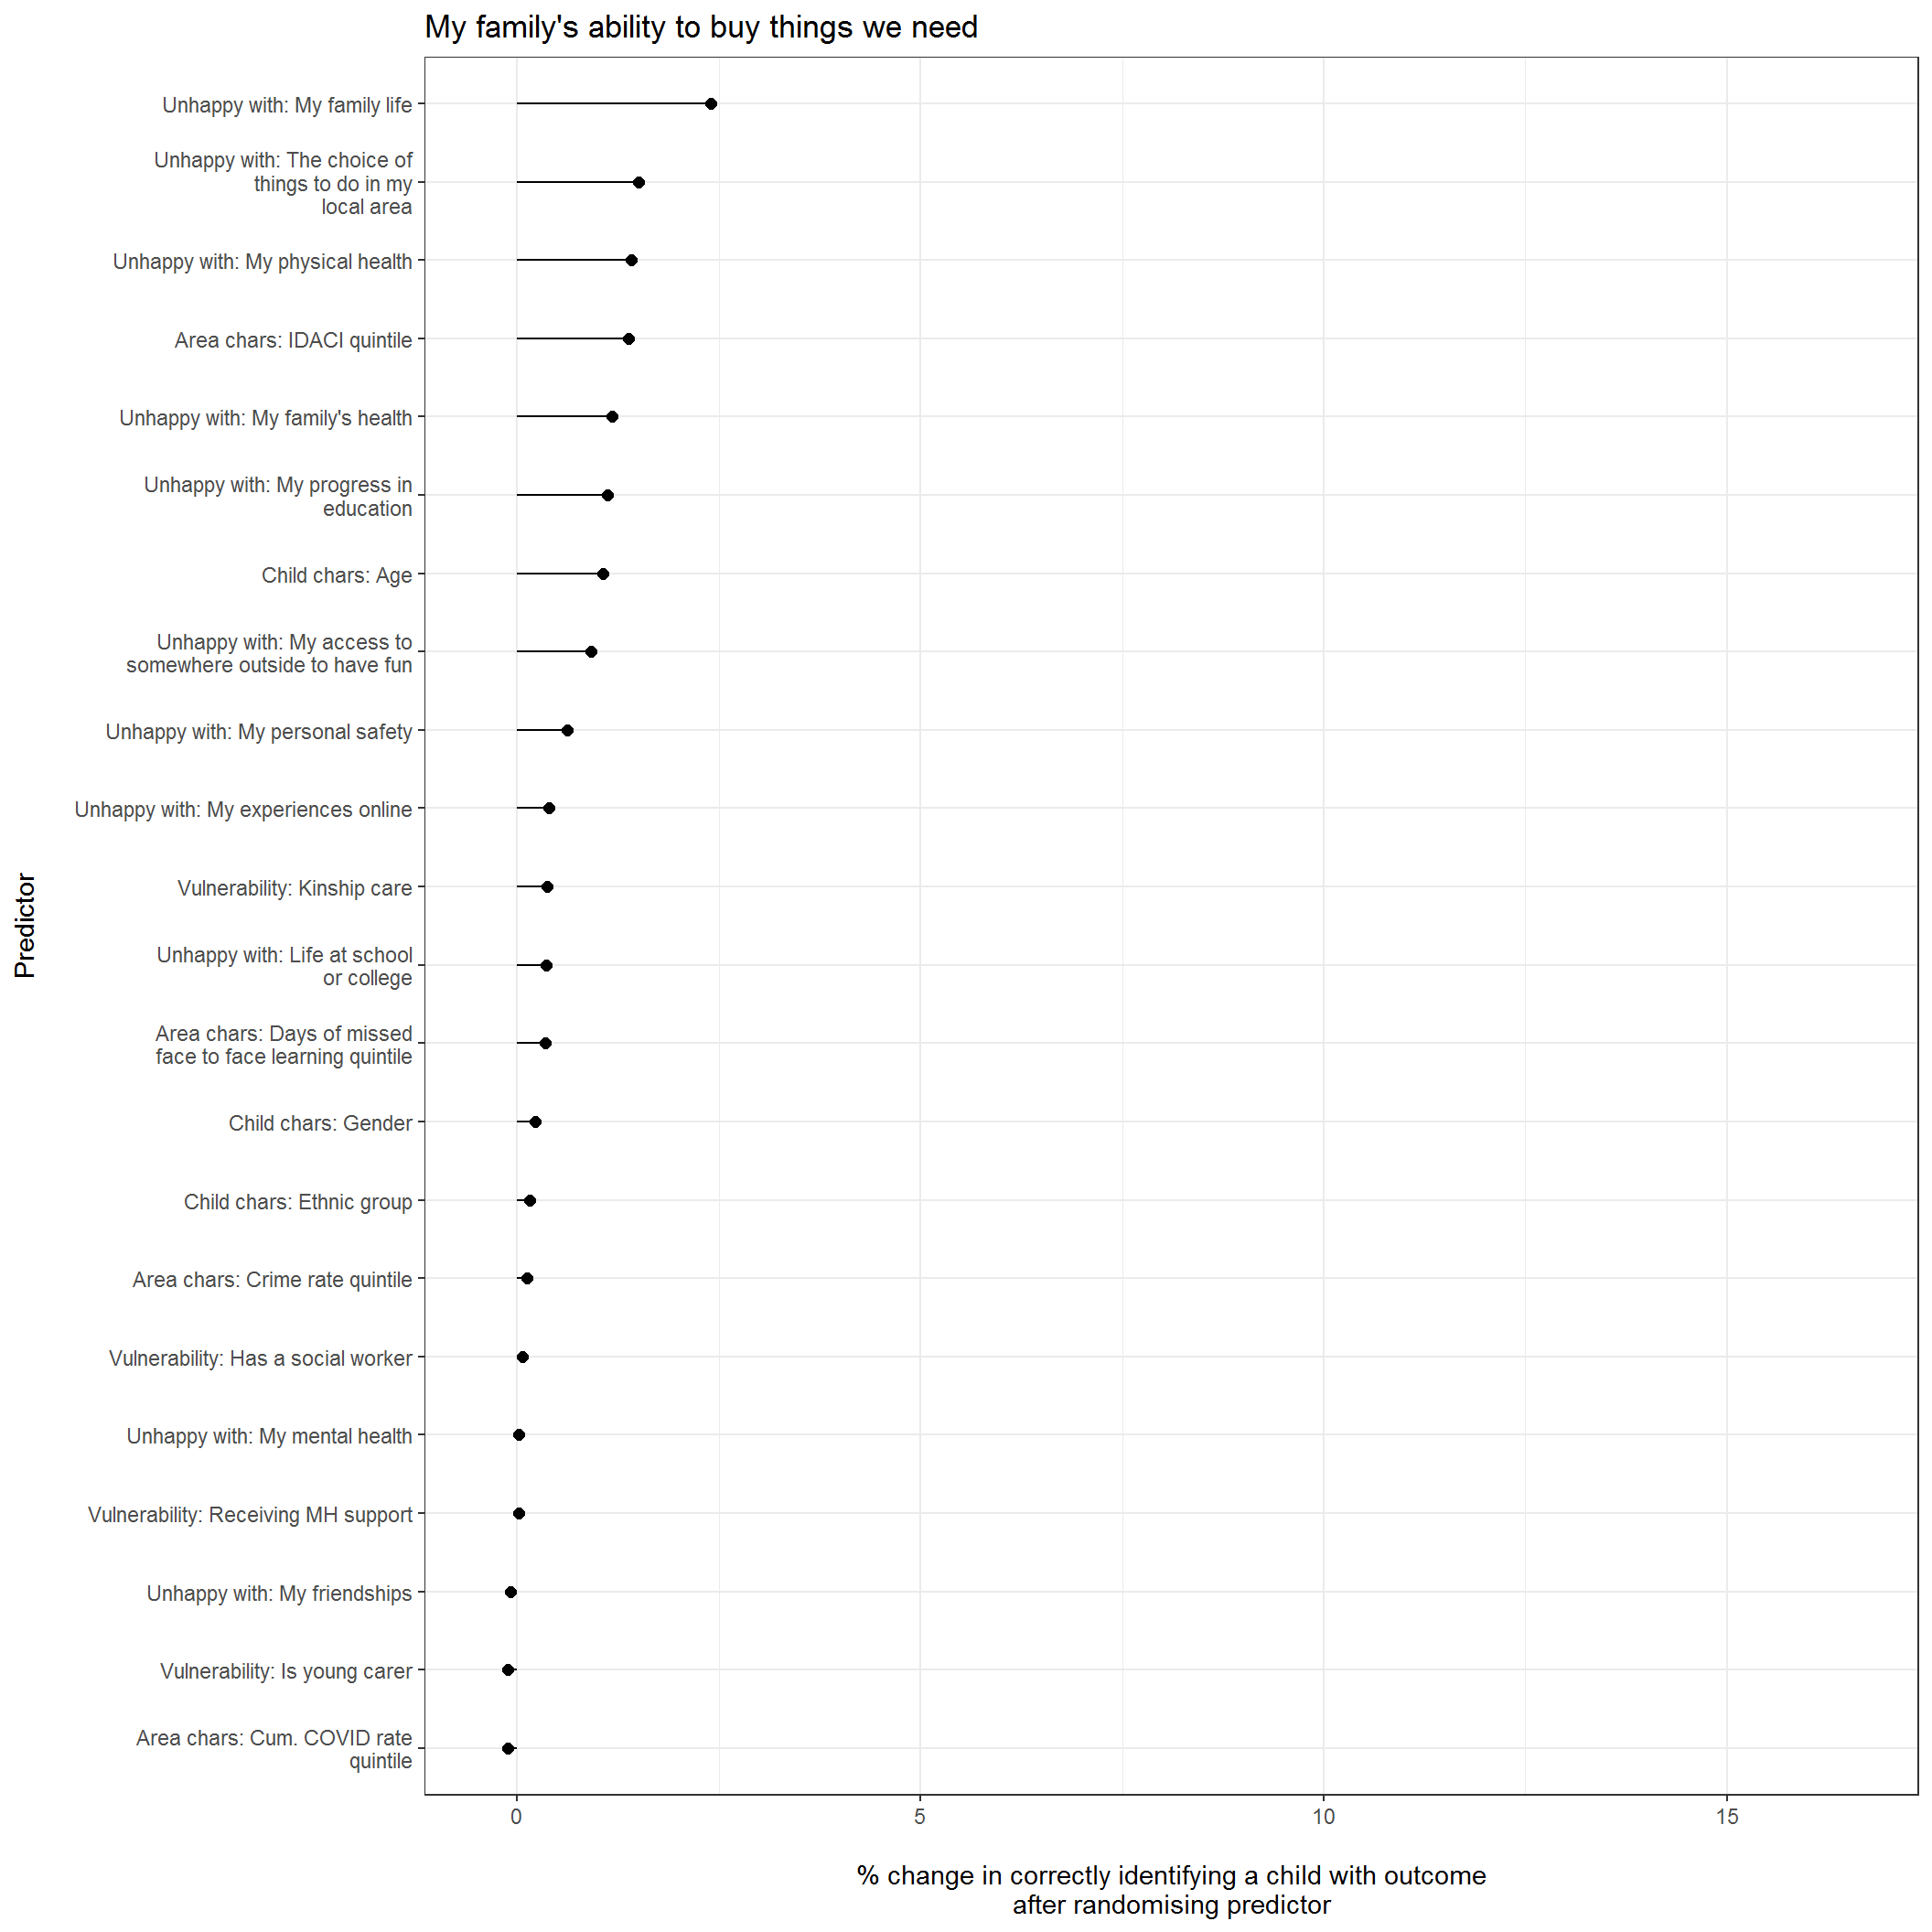 My family's ability to buy things we need
Unhappy with: My family life
Unhappy with: The choice of
things to do in my
local area
Unhappy with: My physical health
Area chars: IDACI quintile
Unhappy with: My family's health
Unhappy with: My progress in
education
Child chars: Age
Unhappy with: My access to
somewhere outside to have fun
Unhappy with: My personal safety
Unhappy with: My experiences online
Vulnerability: Kinship care
Unhappy with: Life at school
or college
Area chars: Days of missed
face to face learning quintile
Child chars: Gender
Child chars: Ethnic group
Area chars: Crime rate quintile
Vulnerability: Has a social worker
Unhappy with: My mental health
Vulnerability: Receiving MH support
Unhappy with: My friendships
Vulnerability: Is young carer
Area chars: Cum. COVID rate
quintile
Predictor
0 5 10 15
% change in correctly identifying a child with outcome
after randomising predictor